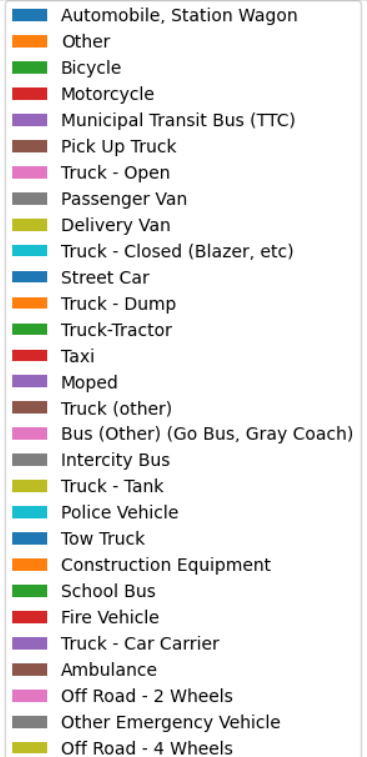 Automobile, Station Wagon
Other
Bicycle
Motorcycle
Municipal Transit Bus (TTC)
Pick Up Truck
Truck - Open
Passenger Van
Delivery Van
Truck - Closed (Blazer, etc)
Street Car
Truck - Dump
Truck-Tractor
Taxi
Moped
Truck (other)
Bus (Other) (Go Bus, Gray Coach)
Intercity Bus
Truck - Tank
Police Vehicle
Tow Truck
Construction Equipment
School Bus
Fire Vehicle
Truck - Car Carrier
Ambulance
Off Road - 2 Wheels
Other Emergency Vehicle
Off Road - 4 Wheels